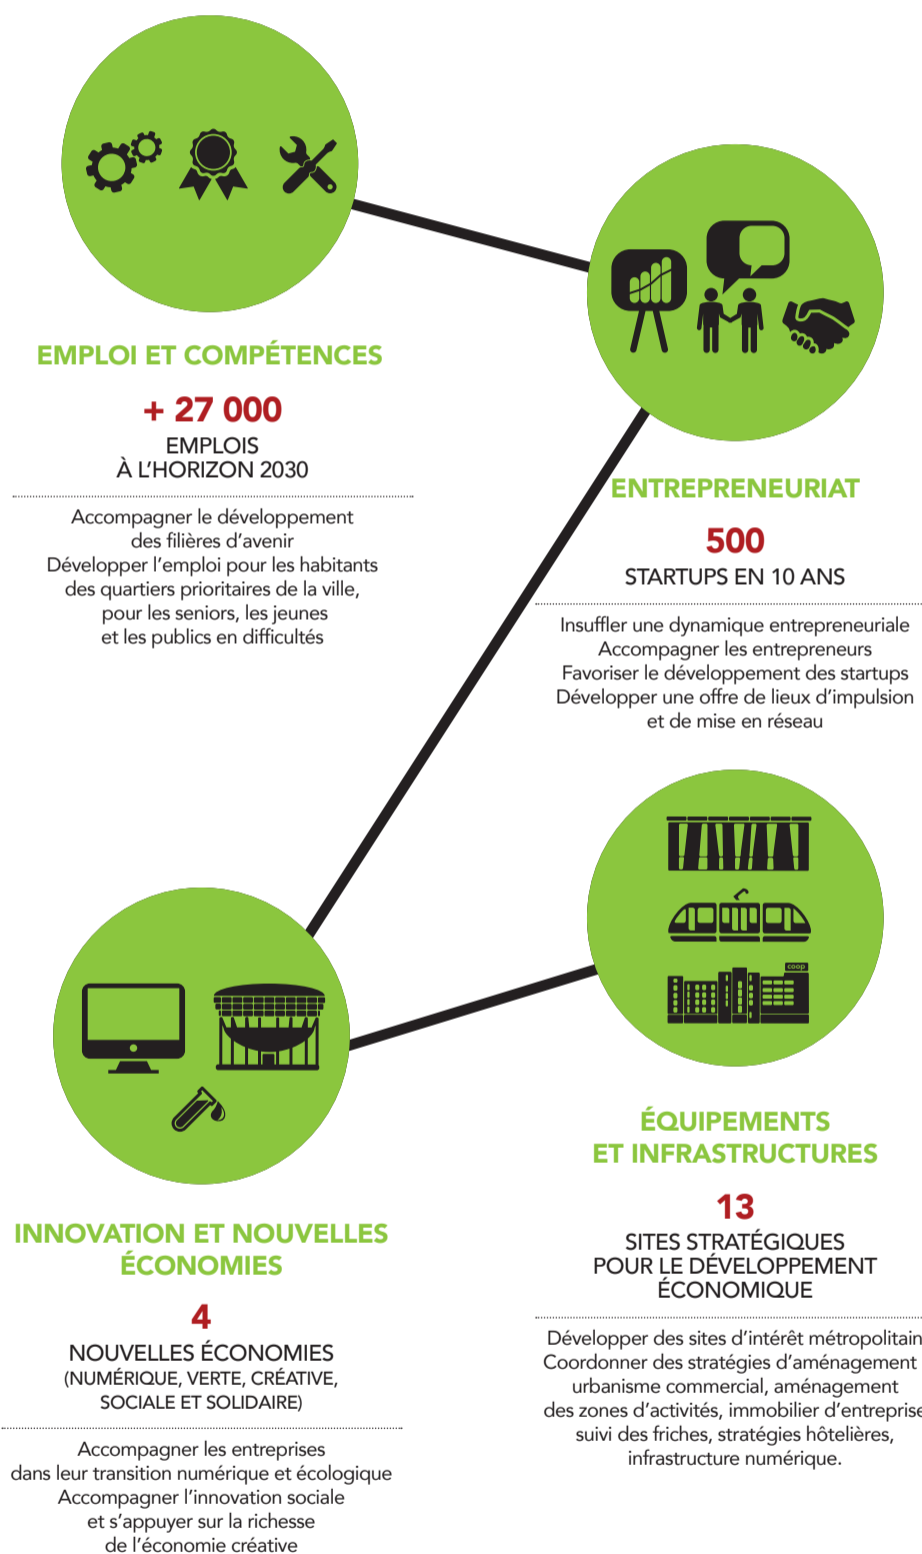 EMPLOI ET COMPÉTENCES
+ 27 000
EMPLOIS
À L'HORIZON 2030
Accompagner le développement
des filières d'avenir
Développer l'emploi pour les habitants
des quartiers prioritaires de la ville,
pour les seniors, les jeunes
et les publics en difficultés
ENTREPRENEURIAT
500
STARTUPS EN 10 ANS
Insuffler une dynamique entrepreneuriale
Accompagner les entrepreneurs
Favoriser le développement des startups
Développer une offre de lieux d'impulsion
et de mise en réseau
INNOVATION ET NOUVELLES
ÉCONOMIES
4
NOUVELLES ÉCONOMIES
(NUMÉRIQUE, VERTE, CRÉATIVE,
SOCIALE ET SOLIDAIRE)
Accompagner les entreprises
dans leur transition numérique et écologique
Accompagner l'innovation sociale
et s'appuyer sur la richesse
de l'économie créative
coop
ÉQUIPEMENTS
ET INFRASTRUCTURES
13
SITES STRATÉGIQUES
POUR LE DÉVELOPPEMENT
ÉCONOMIQUE
Développer des sites d'intérêt métropolitain
Coordonner des stratégies d'aménagement
urbanisme commercial, aménagement
des zones d'activités, immobilier d'entreprise
suivi des friches, stratégies hôtelières,
infrastructure numérique.